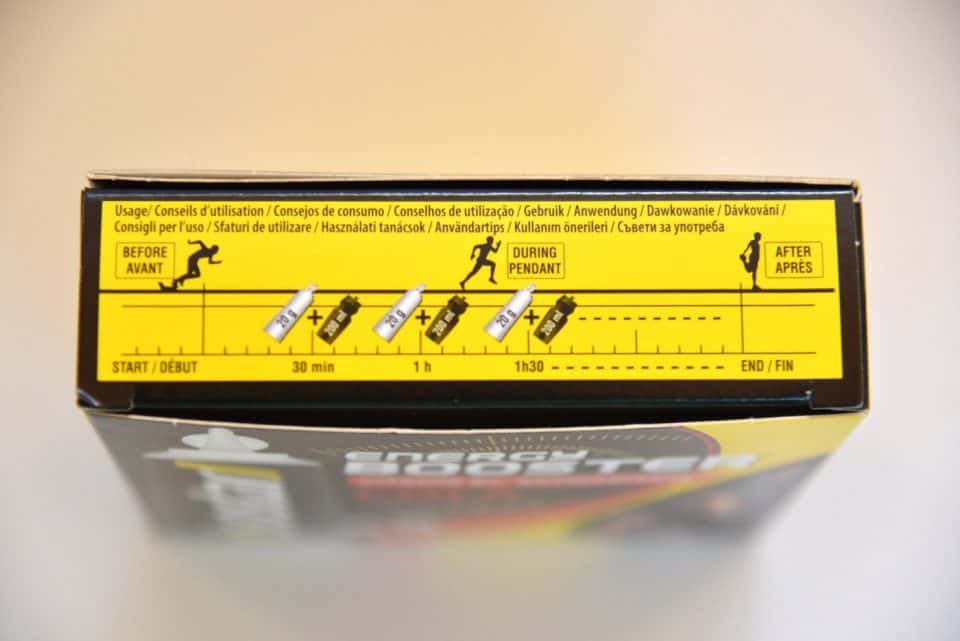 Usage/ Conseils d'utilisation / Consejos de consumo / Conselhos de utilização / Gebruik / Anwendung / Dawkowanie / Dávkování /
Consigli per l'uso / Sfaturi de utilizare / Használati tanácsok / Användartips / Kullanım önerileri / Съвети за употреба
BEFORE
AVANT
DURING
PENDANT
AFTER
APRÈS
20 g + 200 ml 20 g + 200 ml 20 g + 200 ml
START / DÉBUT 30 min 1 h 1h30 END / FIN
ENERGY
BOOSTER